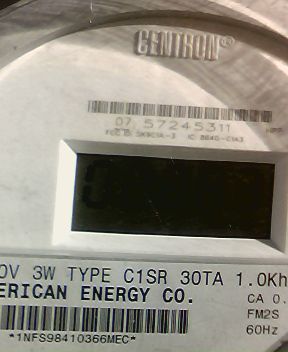 CENTRON®
07 57245311
0V 3W TYPE C1SR 30TA 1.0Kh
ERICAN ENERGY CO.
CA 0.
FM2S
60Hz
*1NFS98410366MEC*